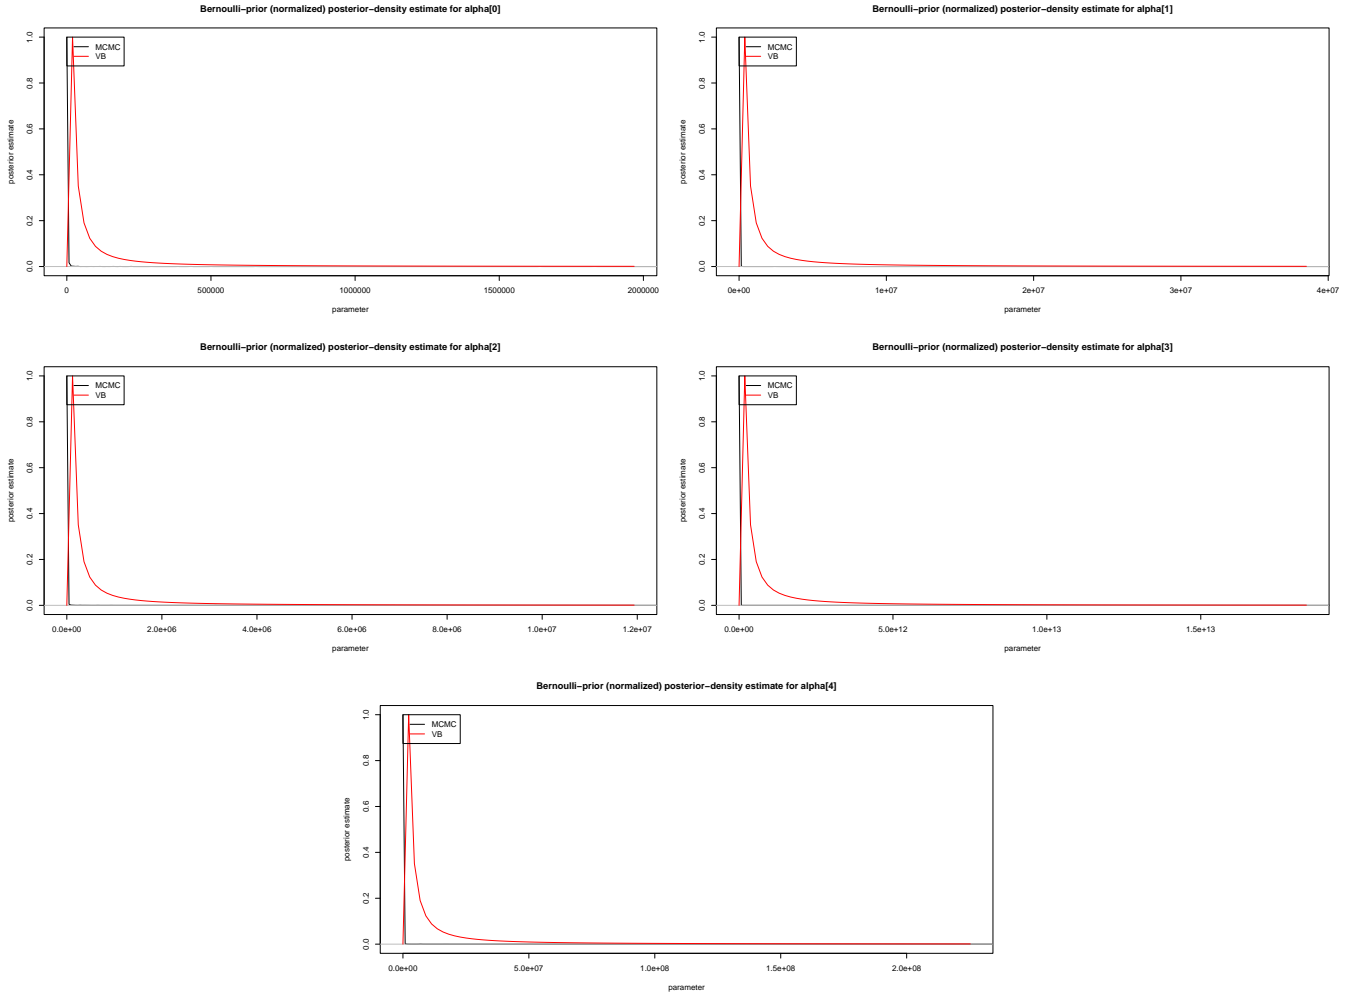 Bernoulli−prior (normalized) posterior−density estimate for alpha[0]
MCMC
VB
posterior estimate
1.0
0.8
0.6
0.4
0.2
0.0
0 500000 1000000 1500000 2000000
parameter
Bernoulli−prior (normalized) posterior−density estimate for alpha[1]
MCMC
VB
posterior estimate
1.0
0.8
0.6
0.4
0.2
0.0
0e+00 1e+07 2e+07 3e+07 4e+07
parameter
Bernoulli−prior (normalized) posterior−density estimate for alpha[2]
MCMC
VB
posterior estimate
1.0
0.8
0.6
0.4
0.2
0.0
0.0e+00 2.0e+06 4.0e+06 6.0e+06 8.0e+06 1.0e+07 1.2e+07
parameter
Bernoulli−prior (normalized) posterior−density estimate for alpha[3]
MCMC
VB
posterior estimate
1.0
0.8
0.6
0.4
0.2
0.0
0.0e+00 5.0e+12 1.0e+13 1.5e+13
parameter
Bernoulli−prior (normalized) posterior−density estimate for alpha[4]
MCMC
VB
posterior estimate
1.0
0.8
0.6
0.4
0.2
0.0
0.0e+00 5.0e+07 1.0e+08 1.5e+08 2.0e+08
parameter